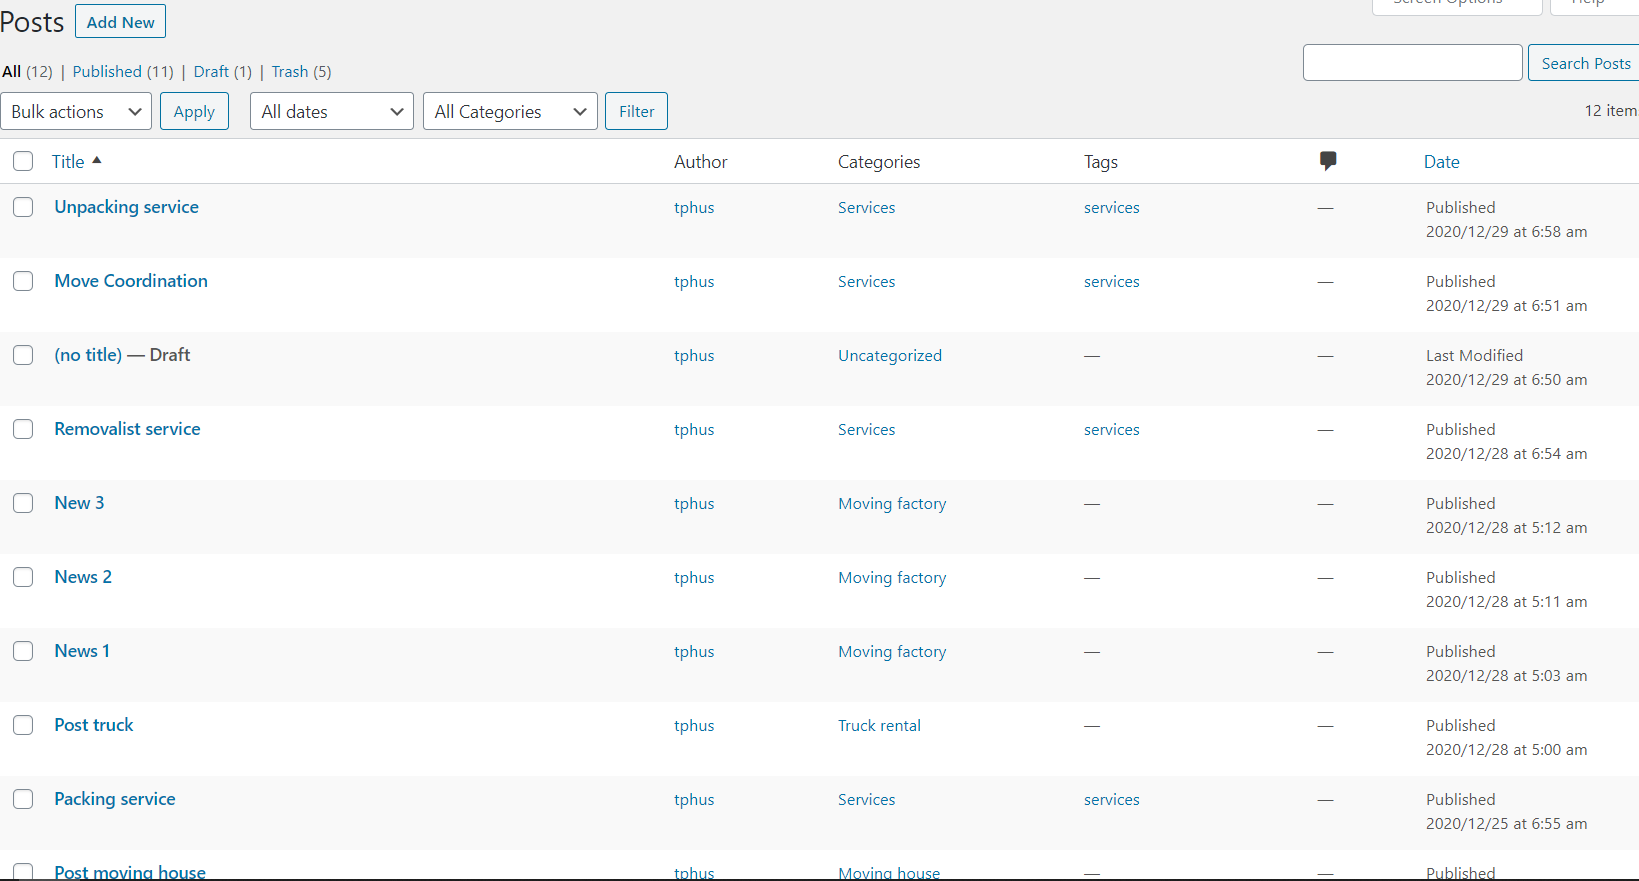 Screen Options Help
Posts Add New
All (12) | Published (11) | Draft (1) | Trash (5)
Search Posts
Bulk actions Apply All dates All Categories Filter
12 item
Title Author Categories Tags Date
Unpacking service tphus Services services — Published
2020/12/29 at 6:58 am
Move Coordination tphus Services services — Published
2020/12/29 at 6:51 am
(no title) — Draft tphus Uncategorized — — Last Modified
2020/12/29 at 6:50 am
Removalist service tphus Services services — Published
2020/12/28 at 6:54 am
New 3 tphus Moving factory — — Published
2020/12/28 at 5:12 am
News 2 tphus Moving factory — — Published
2020/12/28 at 5:11 am
News 1 tphus Moving factory — — Published
2020/12/28 at 5:03 am
Post truck tphus Truck rental — — Published
2020/12/28 at 5:00 am
Packing service tphus Services services — Published
2020/12/25 at 6:55 am
Post moving house tphus Moving house — — Published